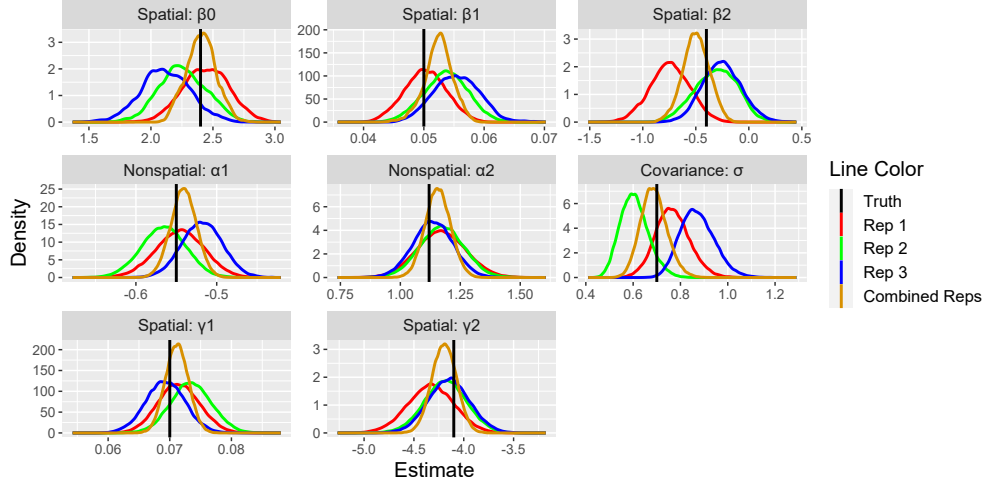 Spatial: β0
Spatial: β1
Spatial: β2
3
2
1
0
1.5 2.0 2.5 3.0
200
150
100
50
0
0.04 0.05 0.06 0.07
3
2
1
0
-1.5 -1.0 -0.5 0.0 0.5
Nonspatial: α1
Nonspatial: α2
Covariance: σ
25
20
15
10
5
0
-0.6 -0.5
6
4
2
0
0.75 1.00 1.25 1.50
6
4
2
0
0.4 0.6 0.8 1.0 1.2
Spatial: γ1
Spatial: γ2
200
150
100
50
0
0.06 0.07 0.08
3
2
1
0
-5.0 -4.5 -4.0 -3.5
Density
Estimate
Line Color
Truth
Rep 1
Rep 2
Rep 3
Combined Reps